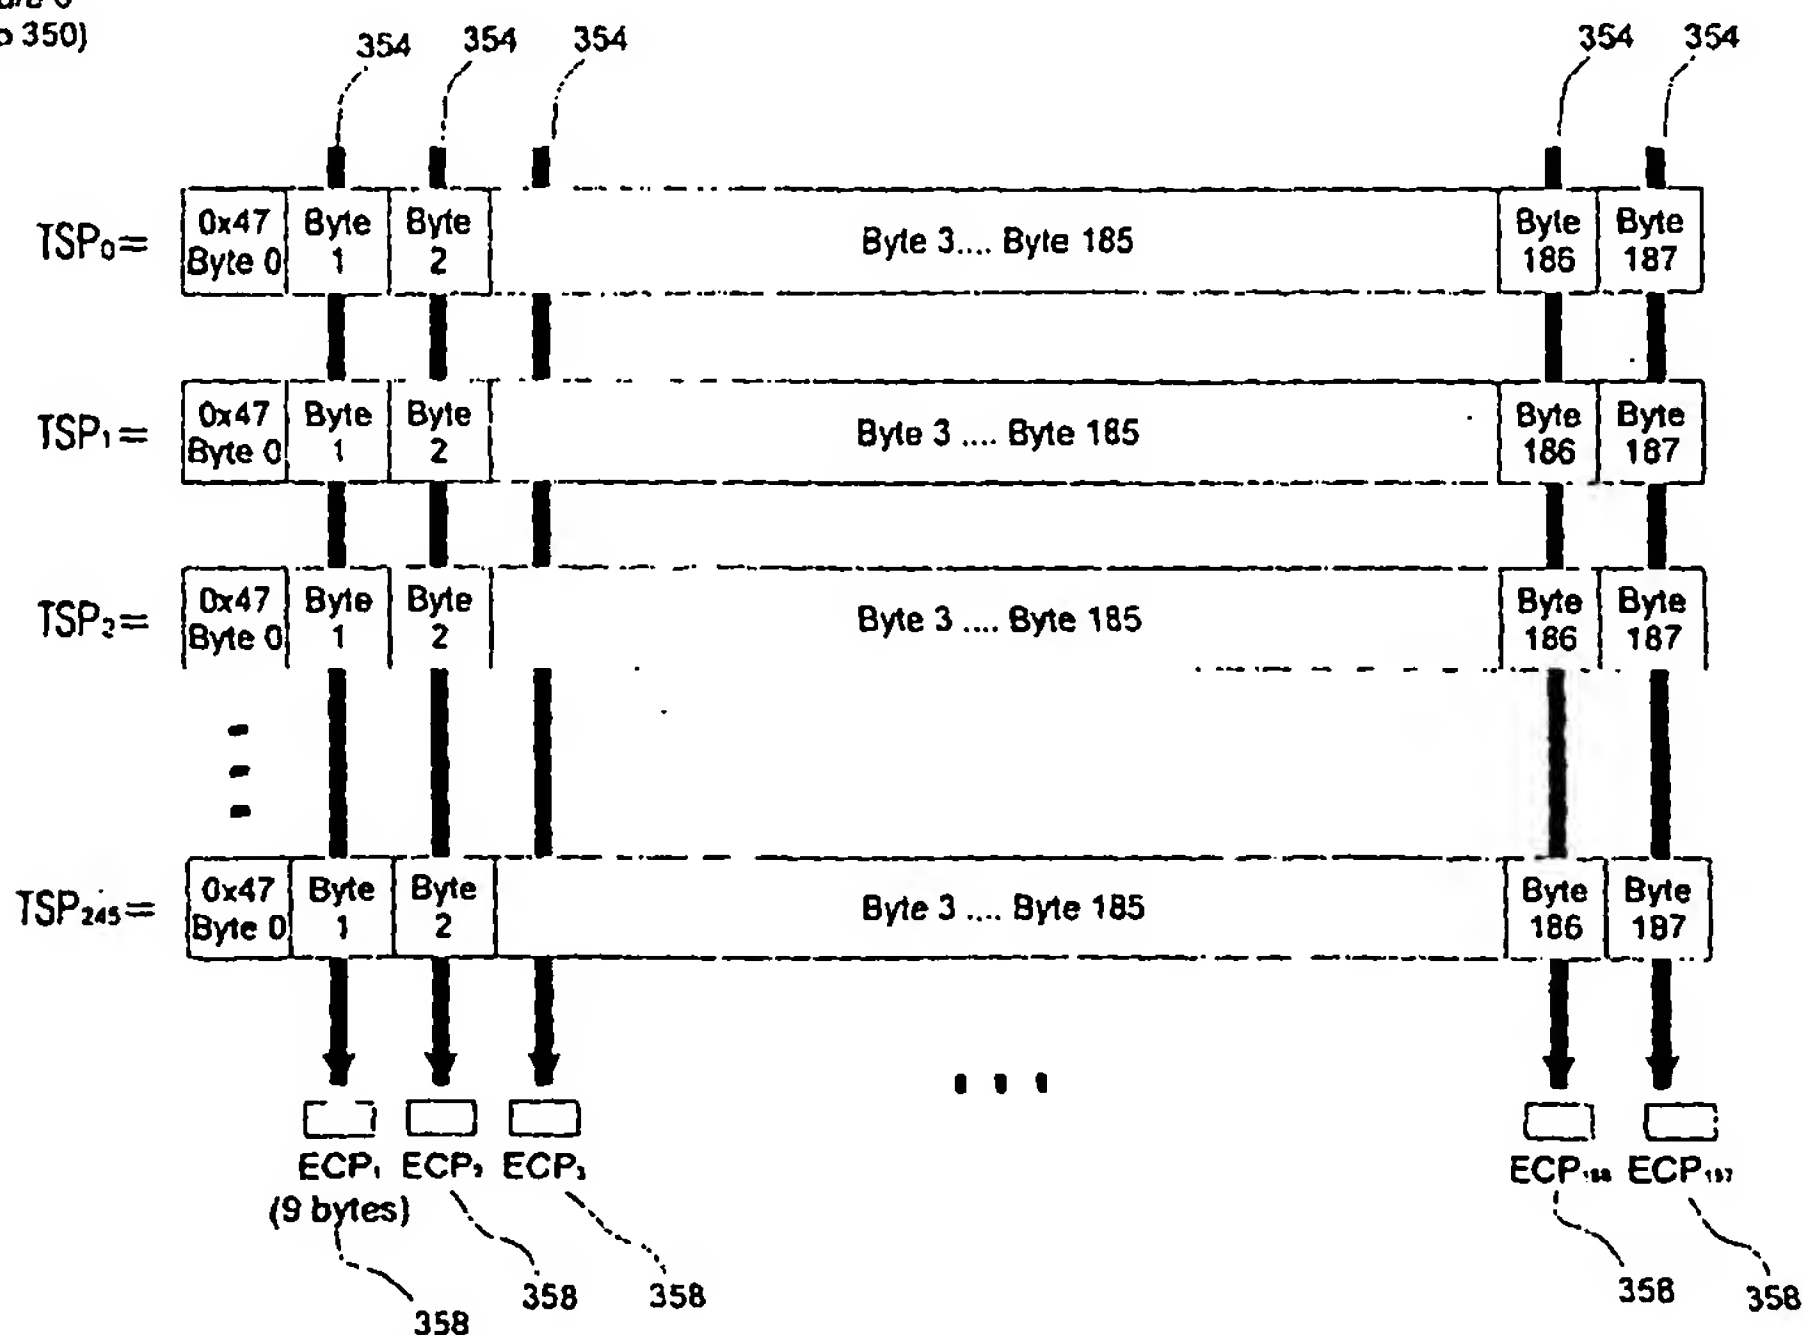 350)
354 354 354 354 354
TSP₀= 0x47 Byte 0 Byte 1 Byte 2 Byte 3.... Byte 185 Byte 186 Byte 187
TSP₁= 0x47 Byte 0 Byte 1 Byte 2 Byte 3 .... Byte 185 Byte 186 Byte 187
TSP₂= 0x47 Byte 0 Byte 1 Byte 2 Byte 3 .... Byte 185 Byte 186 Byte 187
TSP₂₄₅= 0x47 Byte 0 Byte 1 Byte 2 Byte 3 .... Byte 185 Byte 186 Byte 187
ECP₁ ECP₂ ECP₃ ECP ECP₁₈₇
(9 bytes)
358 358 358 358 358